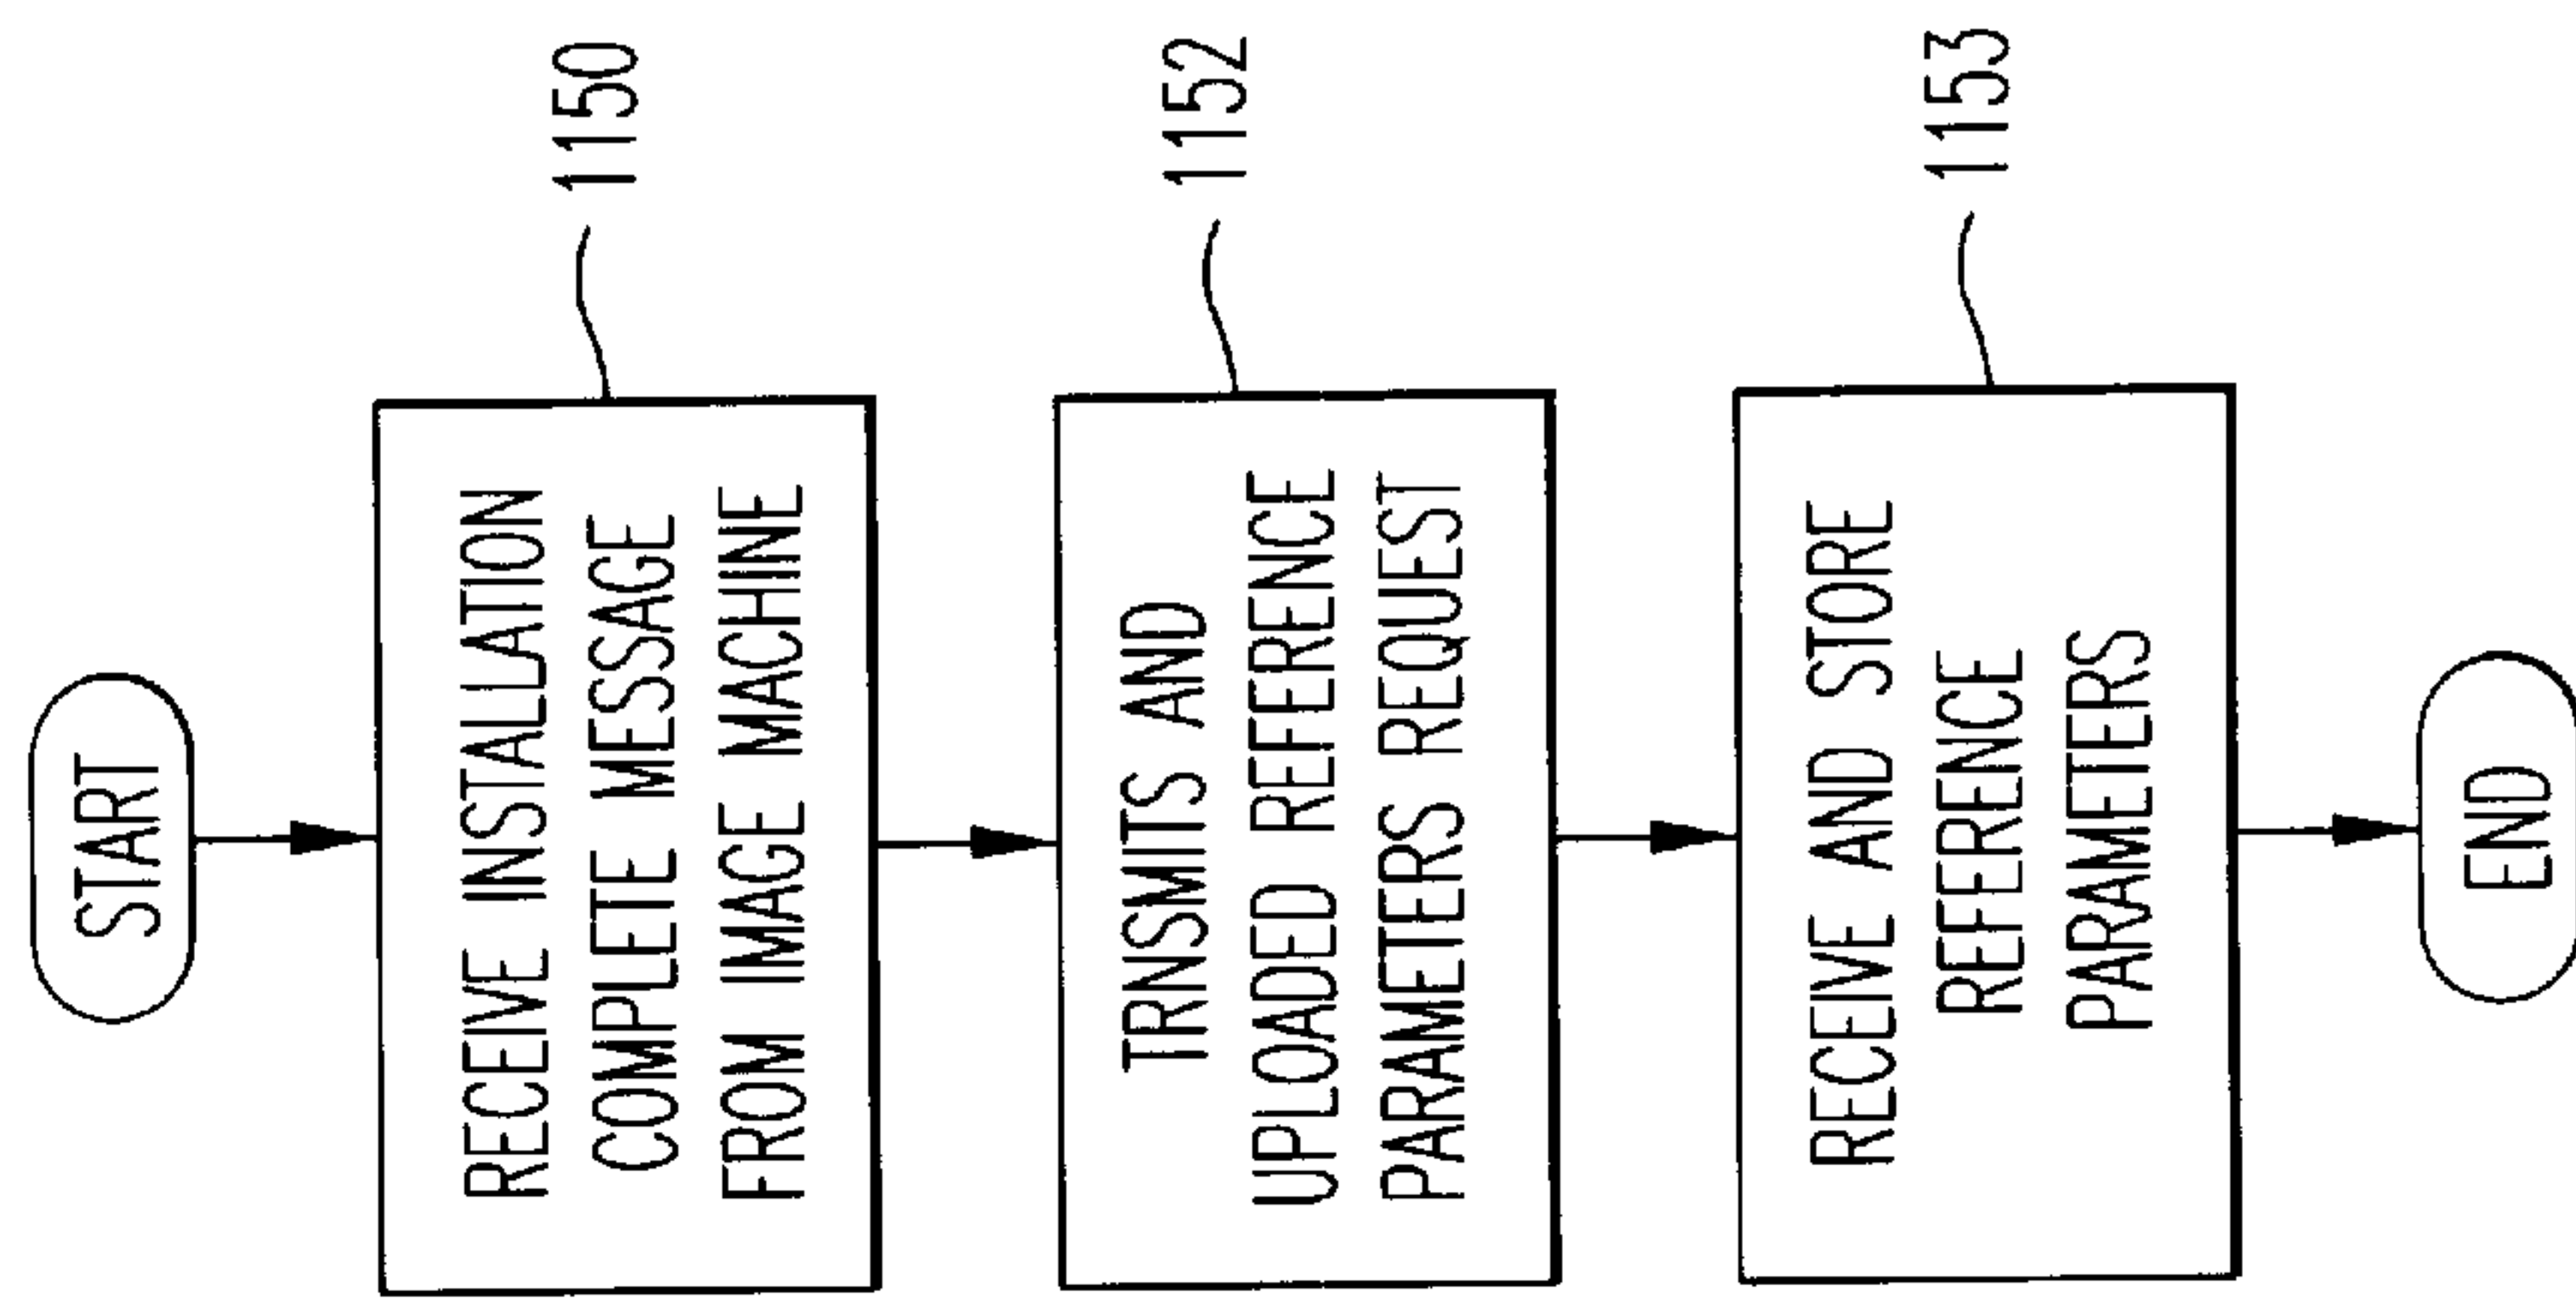 START
RECEIVE INSTALLATION
COMPLETE MESSAGE
FROM IMAGE MACHINE
1150
TRNSMITS AND
UPLOADED REFERENCE
PARAMETERS REQUEST
1152
RECEIVE AND STORE
REFERENCE
PARAMETERS
1153
END